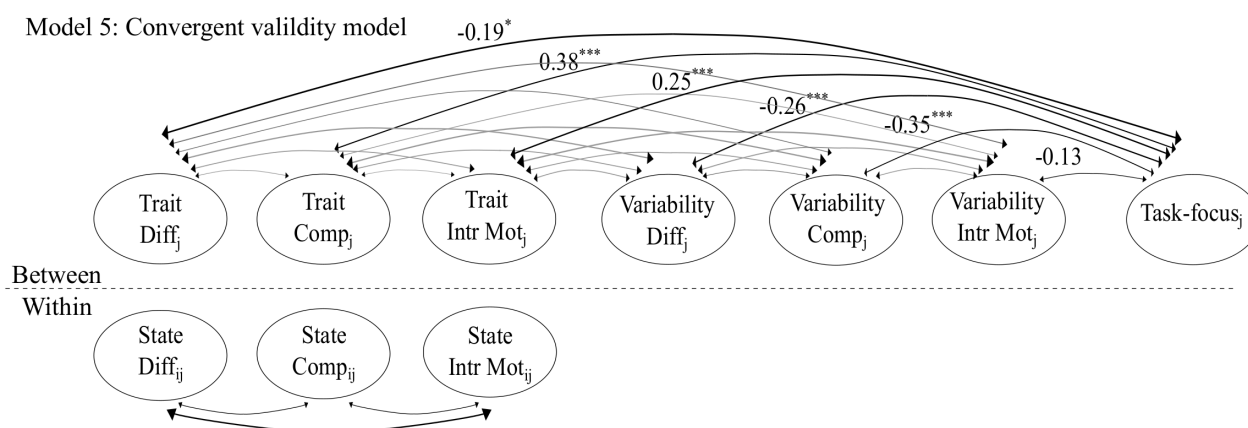 Model 5: Convergent valildity model
-0.19*
0.38***
0.25***
-0.26***
-0.35***
-0.13
Trait
Diffj
Trait
Compj
Trait
Intr Motj
Variability
Diffj
Variability
Compj
Variability
Intr Motj
Task-focusj
Between
Within
State
Diffij
State
Compij
State
Intr Motij